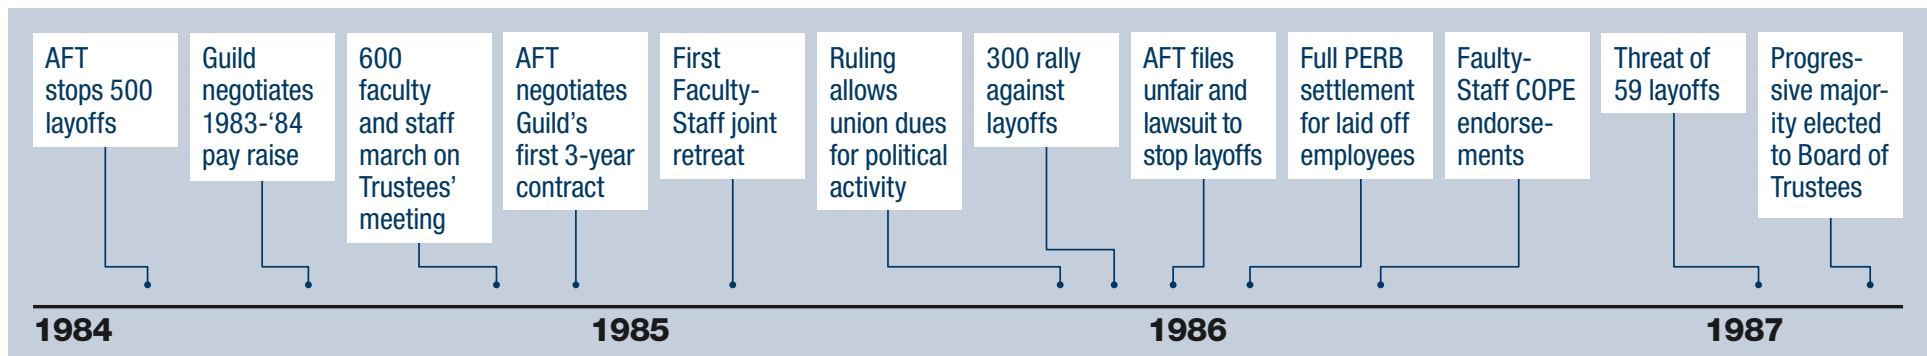 AFT
stops 500
layoffs
Guild
negotiates
1983-‘84
pay raise
600
faculty
and staff
march on
Trustees’
meeting
AFT
negotiates
Guild’s
first 3-year
contract
First
Faculty-
Staff joint
retreat
Ruling
allows
union dues
for political
activity
300 rally
against
layoffs
AFT files
unfair and
lawsuit to
stop layoffs
Full PERB
settlement
for laid off
employees
Faulty-
Staff COPE
endorse-
ments
Threat of
59 layoffs
Progres-
sive major-
ity elected
to Board of
Trustees
1984
1985
1986
1987